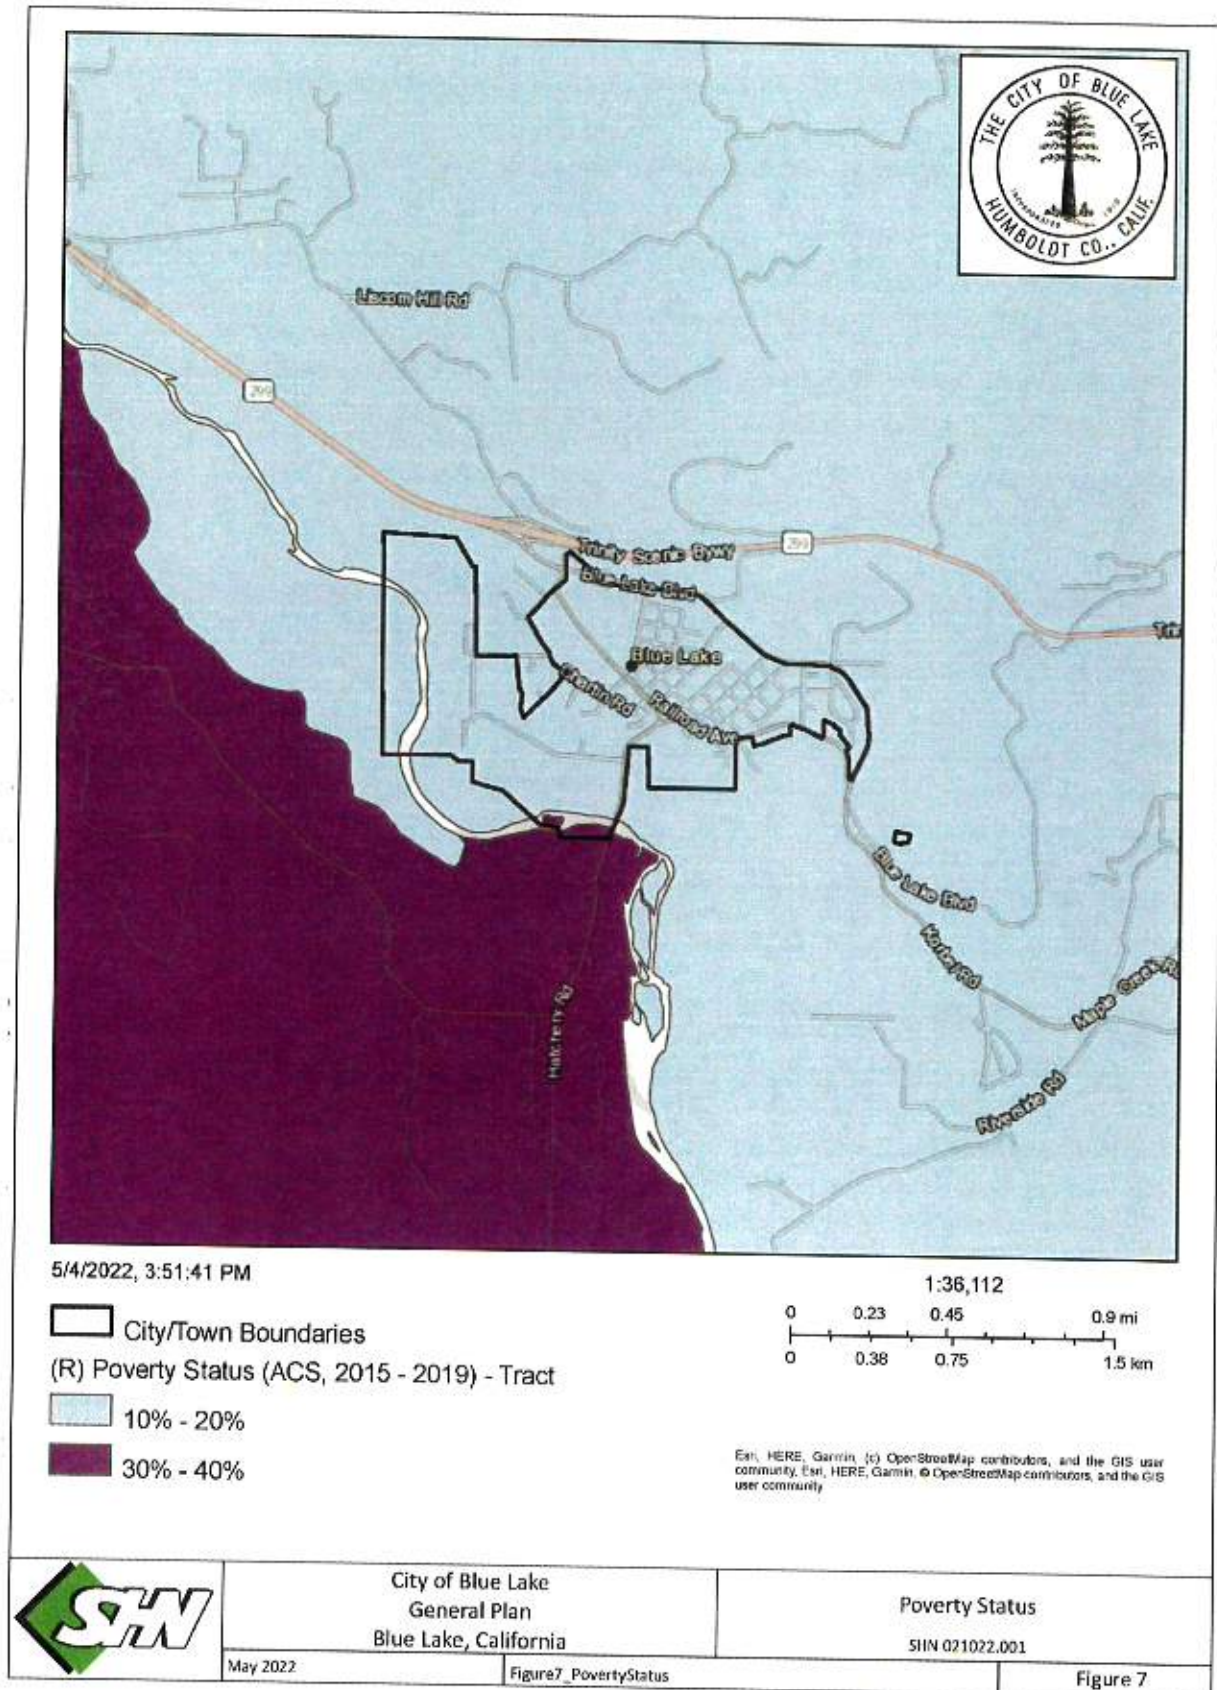 THE CITY OF BLUE LAKE
INCORPORATED 1910
HUMBOLDT CO., CALIF.
Liscom Hill Rd
299
Trinity Scenic Bywy
299
Blue Lake Blvd
Tri
Blue Lake
Chartin Rd
Railroad Ave
Blue Lake Blvd
Korbel Rd
Maple Creek R
Hatchery Rd
Riverside Rd
5/4/2022, 3:51:41 PM
1:36,112
0 0.23 0.45 0.9 mi
0 0.38 0.75 1.5 km
City/Town Boundaries
(R) Poverty Status (ACS, 2015 - 2019) - Tract
10% - 20%
30% - 40%
Esri, HERE, Garmin, (c) OpenStreetMap contributors, and the GIS user
community, Esri, HERE, Garmin, © OpenStreetMap contributors, and the GIS
user community
SHN
City of Blue Lake
General Plan
Blue Lake, California
Poverty Status
SHN 021022.001
May 2022
Figure7_PovertyStatus
Figure 7